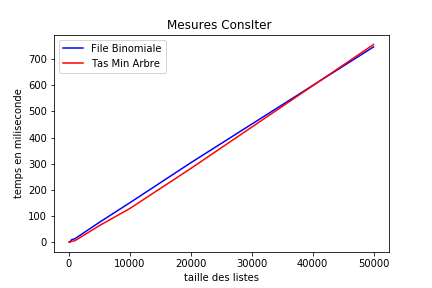 Mesures ConsIter
File Binomiale
Tas Min Arbre
temps en miliseconde
700
600
500
400
300
200
100
0
0 10000 20000 30000 40000 50000
taille des listes